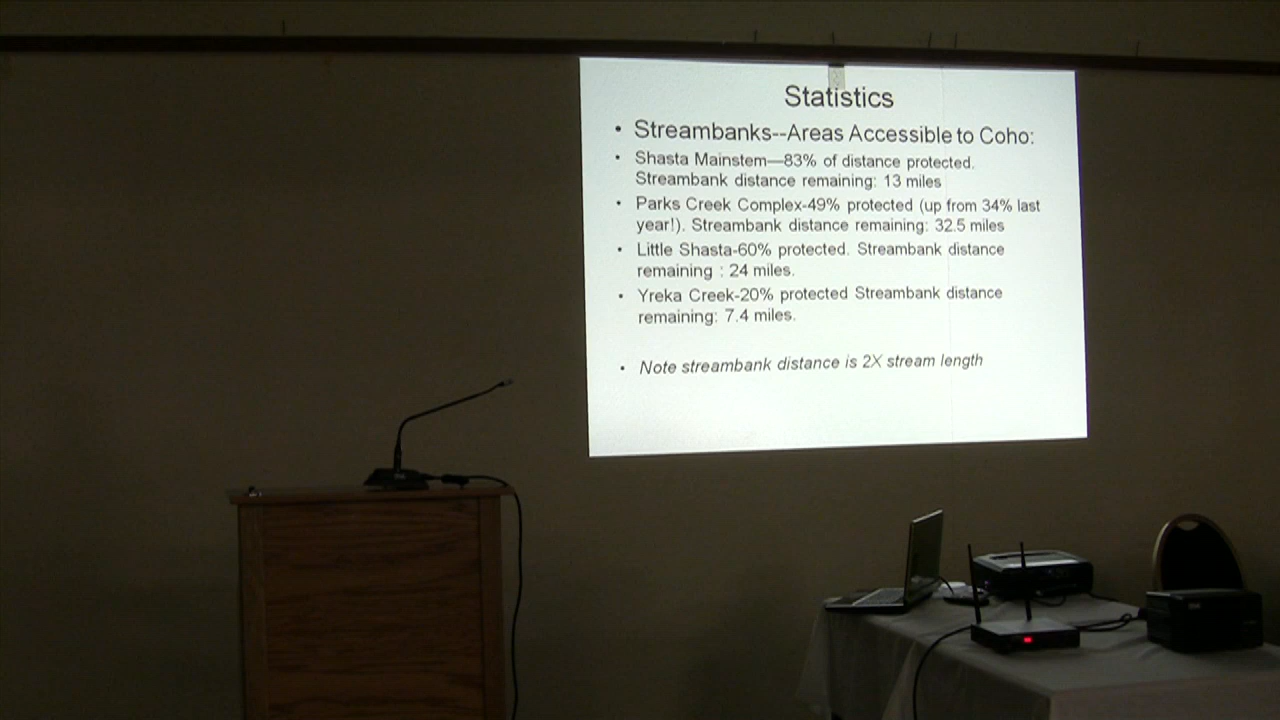 Statistics
• Streambanks--Areas Accessible to Coho:
• Shasta Mainstem—83% of distance protected.
Streambank distance remaining: 13 miles
• Parks Creek Complex-49% protected (up from 34% last
year!). Streambank distance remaining: 32.5 miles
• Little Shasta-60% protected. Streambank distance
remaining : 24 miles.
• Yreka Creek-20% protected Streambank distance
remaining: 7.4 miles.
• Note streambank distance is 2X stream length